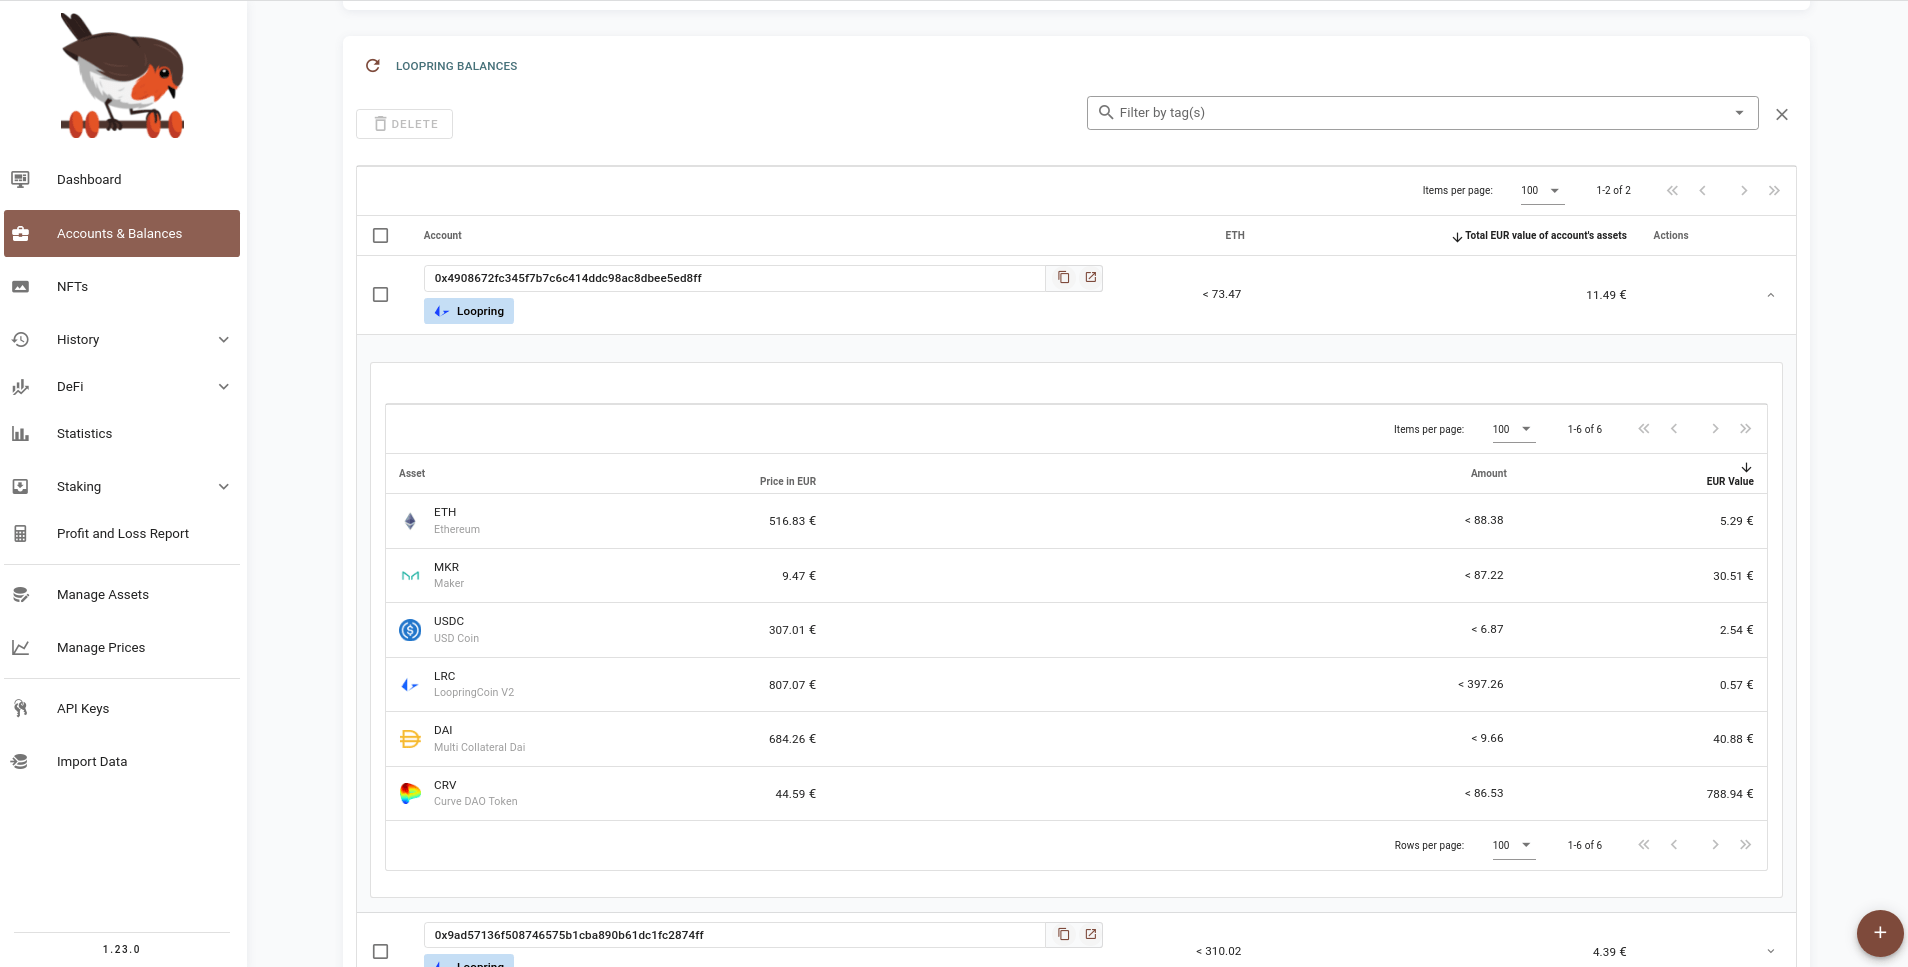 Dashboard
Accounts & Balances
NFTs
History
DeFi
Statistics
Staking
Profit and Loss Report
Manage Assets
Manage Prices
API Keys
Import Data
1.23.0
LOOPRING BALANCES
DELETE
Filter by tag(s)
Items per page: 100 1-2 of 2
Account ETH Total EUR value of account's assets Actions
0x4908672fc345f7b7c6c414ddc98ac8dbee5ed8ff
Loopring
< 73.47 11.49 €
Items per page: 100 1-6 of 6
Asset Price in EUR Amount EUR Value
ETH
Ethereum
516.83 € < 88.38 5.29 €
MKR
Maker
9.47 € < 87.22 30.51 €
USDC
USD Coin
307.01 € < 6.87 2.54 €
LRC
LoopringCoin V2
807.07 € < 397.26 0.57 €
DAI
Multi Collateral Dai
684.26 € < 9.66 40.88 €
CRV
Curve DAO Token
44.59 € < 86.53 788.94 €
Rows per page: 100 1-6 of 6
0x9ad57136f508746575b1cba890b61dc1fc2874ff
Loopring
< 310.02 4.39 €